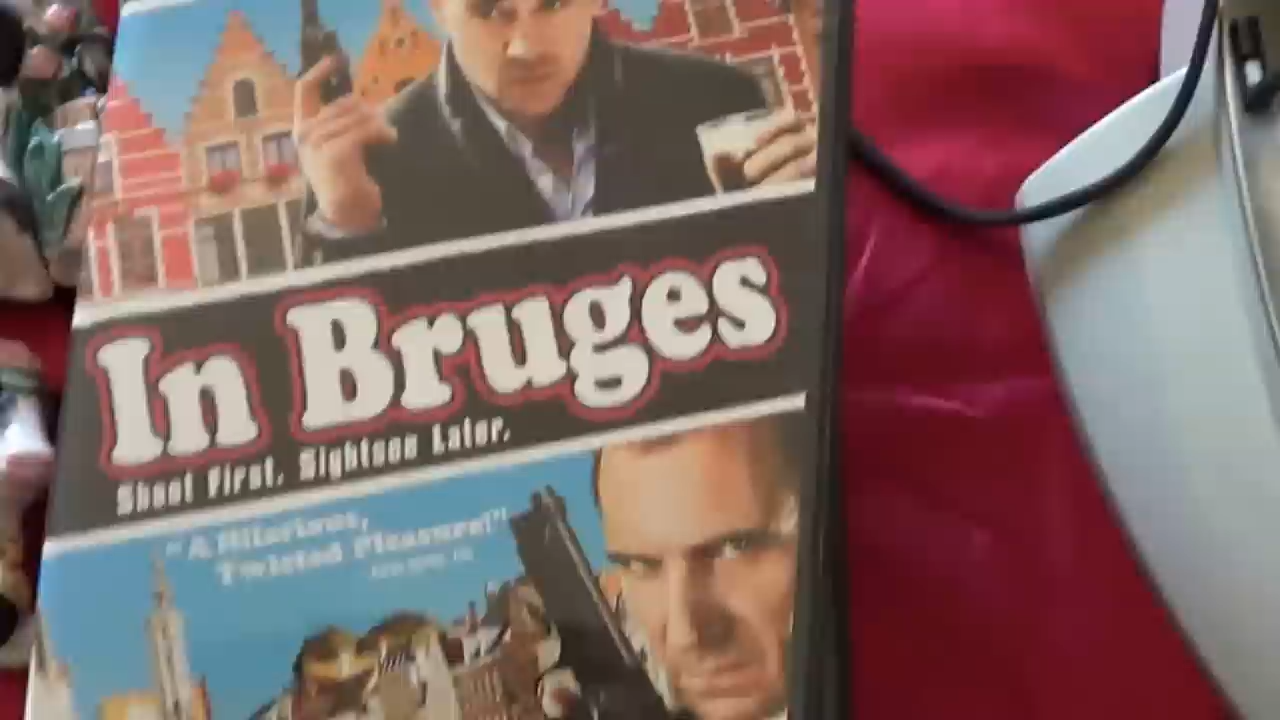 In Bruges
Shoot First. Sightsee Later.
"A Hilarious,
Twisted Pleasure!"